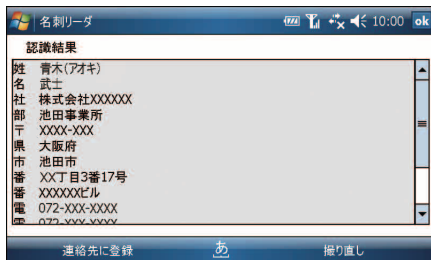 名刺リーダ 10:00 ok
認識結果
姓 青木(アオキ)
名 武士
社 株式会社XXXXXX
部 池田事業所
〒 XXXX-XXX
県 大阪府
市 池田市
番 XX丁目3番17号
番 XXXXXXビル
電 072-XXX-XXXX
電 072-XXX-XXXX
連絡先に登録 あ 撮り直し